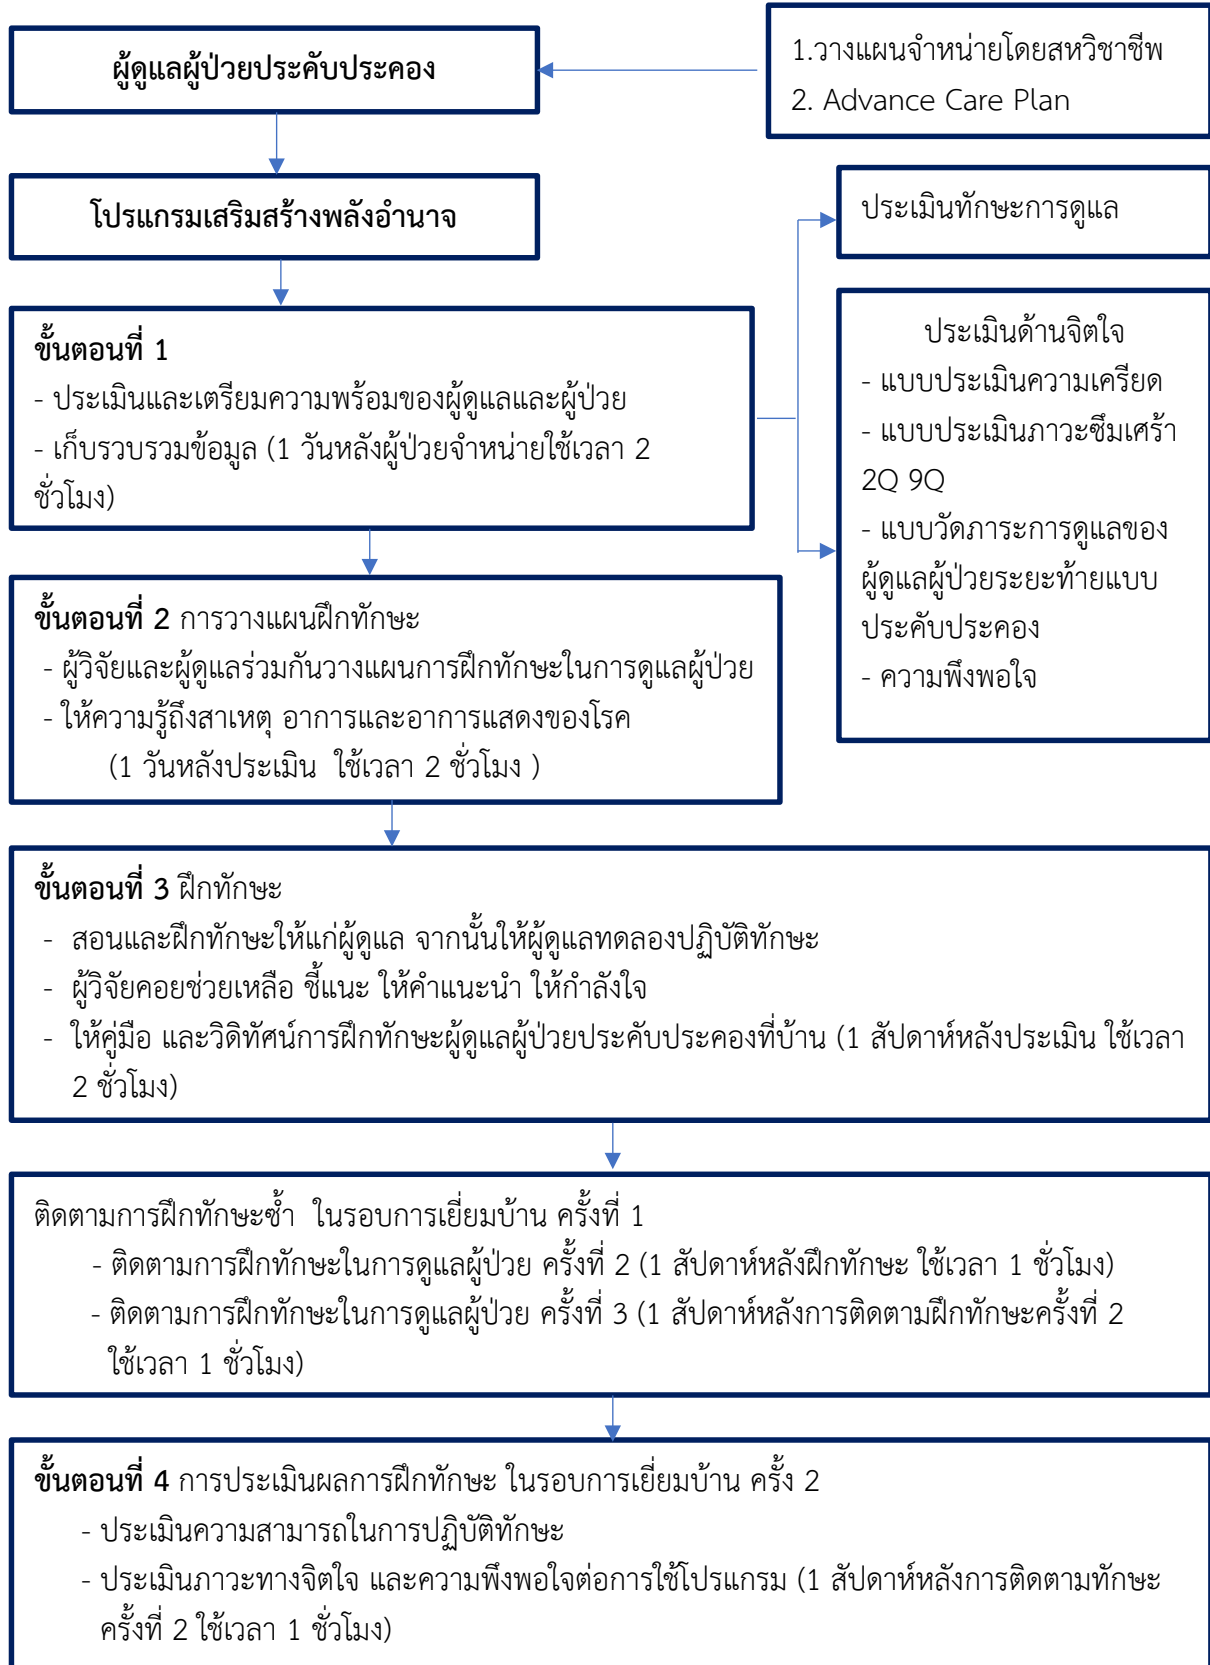 ผู้ดูแลผู้ป่วยประคับประคอง
1.วางแผนจำหน่ายโดยสหวิชาชีพ
2. Advance Care Plan
โปรแกรมเสริมสร้างพลังอำนาจ
ประเมินทักษะการดูแล
ขั้นตอนที่ 1
- ประเมินและเตรียมความพร้อมของผู้ดูแลและผู้ป่วย
- เก็บรวบรวมข้อมูล (1 วันหลังผู้ป่วยจำหน่ายใช้เวลา 2
ชั่วโมง)
ประเมินด้านจิตใจ
- แบบประเมินความเครียด
- แบบประเมินภาวะซึมเศร้า
2Q 9Q
- แบบวัดภาระการดูแลของ
ผู้ดูแลผู้ป่วยระยะท้ายแบบ
ประคับประคอง
- ความพึงพอใจ
ขั้นตอนที่ 2 การวางแผนฝึกทักษะ
- ผู้วิจัยและผู้ดูแลร่วมกันวางแผนการฝึกทักษะในการดูแลผู้ป่วย
- ให้ความรู้ถึงสาเหตุ อาการและอาการแสดงของโรค
(1 วันหลังประเมิน ใช้เวลา 2 ชั่วโมง )
ขั้นตอนที่ 3 ฝึกทักษะ
- สอนและฝึกทักษะให้แก่ผู้ดูแล จากนั้นให้ผู้ดูแลทดลองปฏิบัติทักษะ
- ผู้วิจัยคอยช่วยเหลือ ชี้แนะ ให้คำแนะนำ ให้กำลังใจ
- ให้คู่มือ และวิดิทัศน์การฝึกทักษะผู้ดูแลผู้ป่วยประคับประคองที่บ้าน (1 สัปดาห์หลังประเมิน ใช้เวลา
2 ชั่วโมง)
ติดตามการฝึกทักษะซ้ำ ในรอบการเยี่ยมบ้าน ครั้งที่ 1
- ติดตามการฝึกทักษะในการดูแลผู้ป่วย ครั้งที่ 2 (1 สัปดาห์หลังฝึกทักษะ ใช้เวลา 1 ชั่วโมง)
- ติดตามการฝึกทักษะในการดูแลผู้ป่วย ครั้งที่ 3 (1 สัปดาห์หลังการติดตามฝึกทักษะครั้งที่ 2
ใช้เวลา 1 ชั่วโมง)
ขั้นตอนที่ 4 การประเมินผลการฝึกทักษะ ในรอบการเยี่ยมบ้าน ครั้ง 2
- ประเมินความสามารถในการปฏิบัติทักษะ
- ประเมินภาวะทางจิตใจ และความพึงพอใจต่อการใช้โปรแกรม (1 สัปดาห์หลังการติดตามทักษะ
ครั้งที่ 2 ใช้เวลา 1 ชั่วโมง)